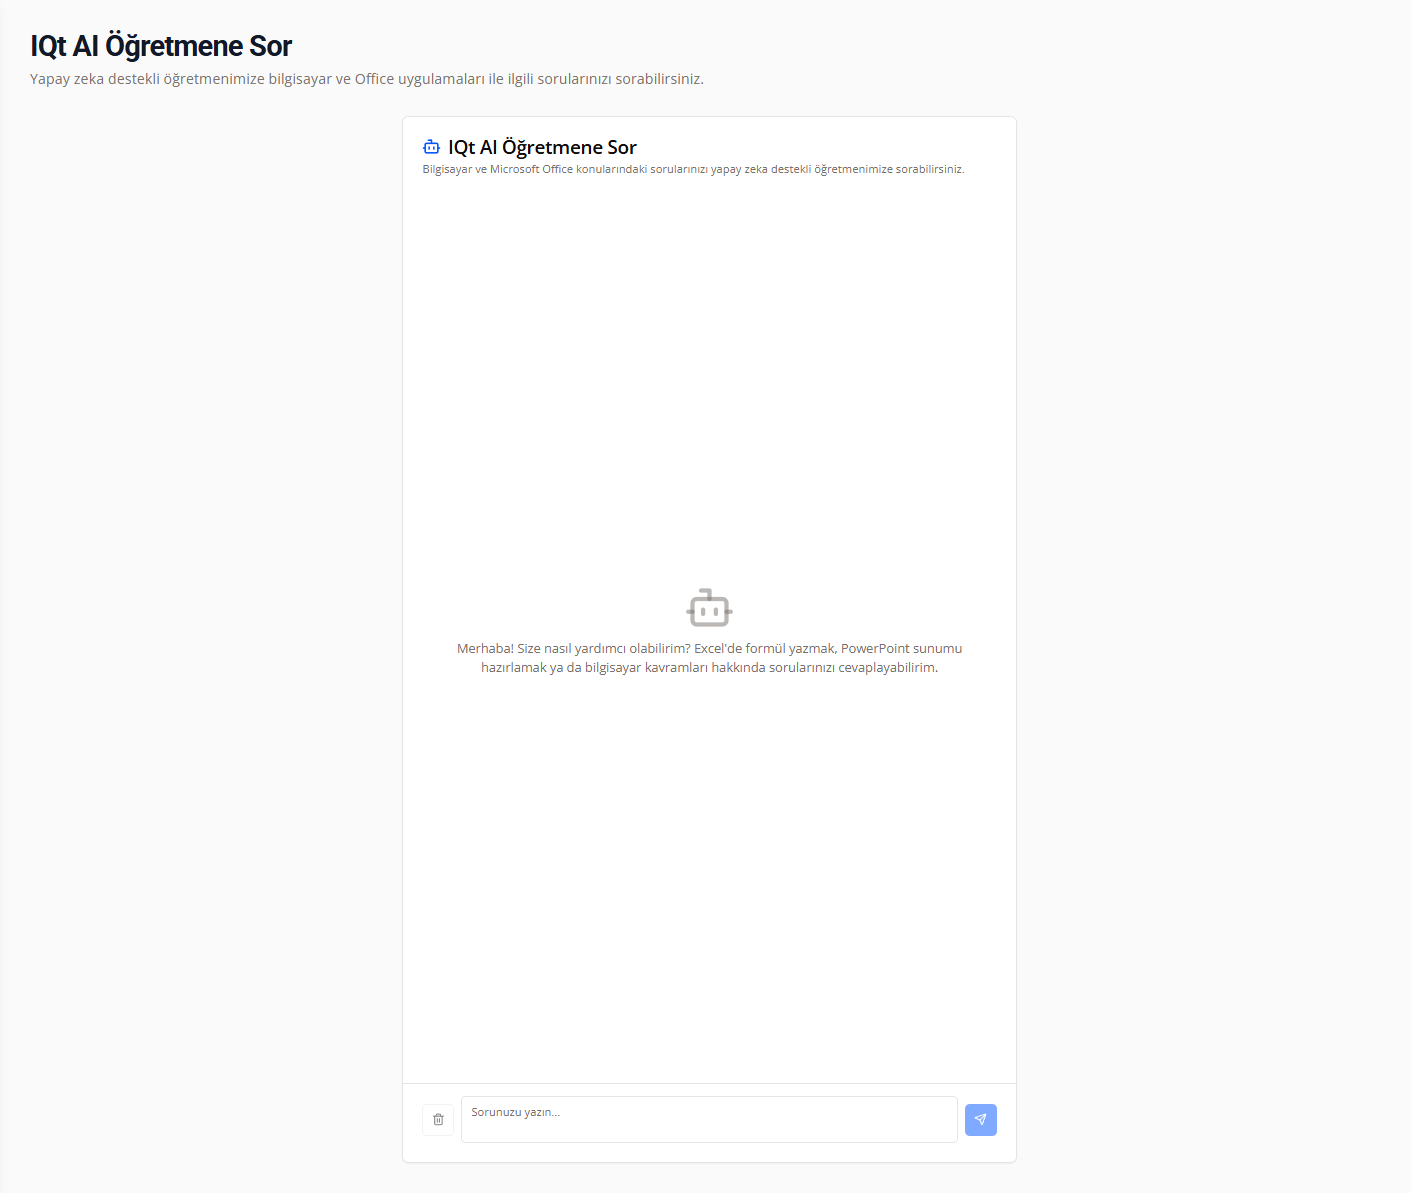 IQt AI Öğretmene Sor
Yapay zeka destekli öğretmenimize bilgisayar ve Office uygulamaları ile ilgili sorularınızı sorabilirsiniz.
IQt AI Öğretmene Sor
Bilgisayar ve Microsoft Office konularındaki sorularınızı yapay zeka destekli öğretmenimize sorabilirsiniz.
Merhaba! Size nasıl yardımcı olabilirim? Excel'de formül yazmak, PowerPoint sunumu
hazırlamak ya da bilgisayar kavramları hakkında sorularınızı cevaplayabilirim.
Sorunuzu yazın...